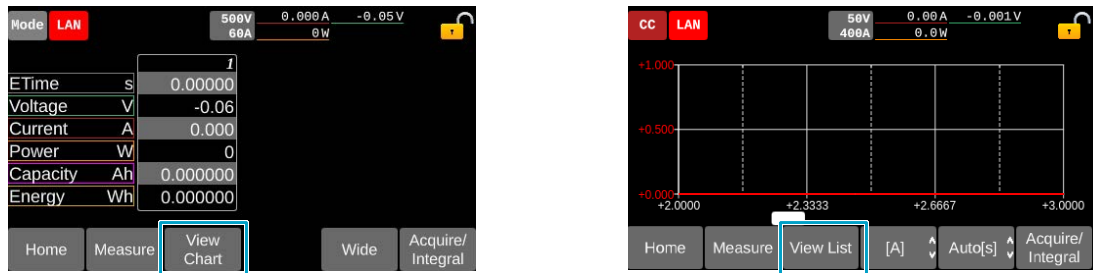 Mode LAN 500V 0.000A -0.05V
60A 0W
1
ETime s 0.00000
Voltage V -0.06
Current A 0.000
Power W 0
Capacity Ah 0.000000
Energy Wh 0.000000
Home Measure View Chart Wide Acquire/ Integral
CC LAN 50V 0.00A -0.001V
400A 0.0W
+1.000
+0.500
+0.000
+2.0000 +2.3333 +2.6667 +3.0000
Home Measure View List [A] Auto[s] Acquire/ Integral